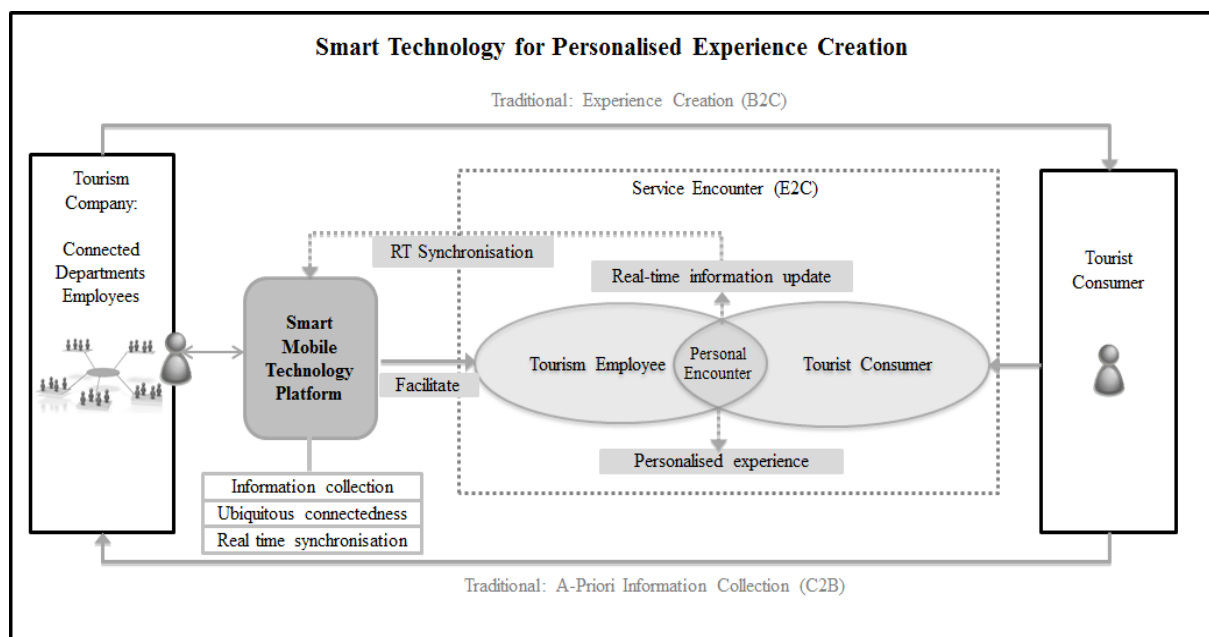 Smart Technology for Personalised Experience Creation
Traditional: Experience Creation (B2C)
Tourism
Company:
Connected
Departments
Employees
Service Encounter (E2C)
RT Synchronisation
Real-time information update
Smart
Mobile
Technology
Platform
Facilitate
Tourism Employee
Personal
Encounter
Tourist Consumer
Personalised experience
Information collection
Ubiquitous connectedness
Real time synchronisation
Tourist
Consumer
Traditional: A-Priori Information Collection (C2B)